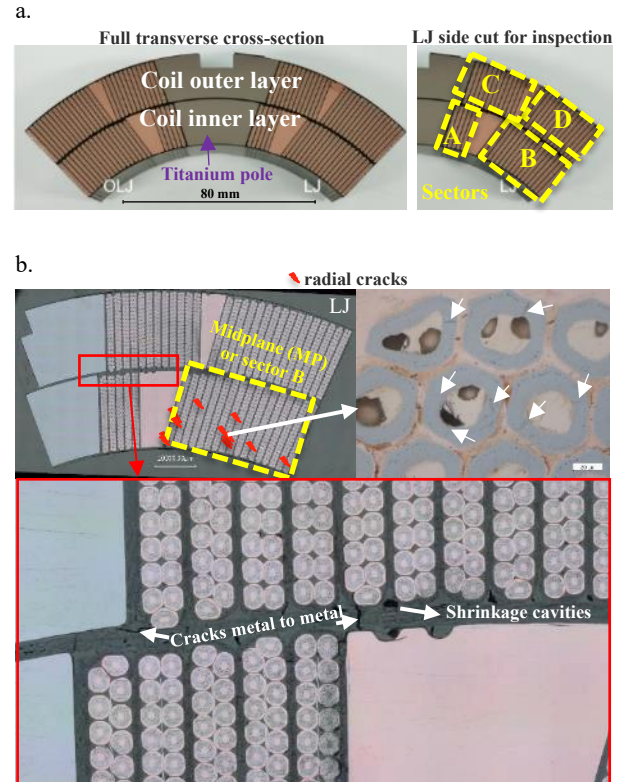 a.
Full transverse cross-section
LJ side cut for inspection
Coil outer layer
Coil inner layer
Titanium pole
OLJ
LJ
80 mm
C
D
A
B
Sectors
LJ
b.
radial cracks
LJ
Midplane (MP)
or sector B
Cracks metal to metal
Shrinkage cavities